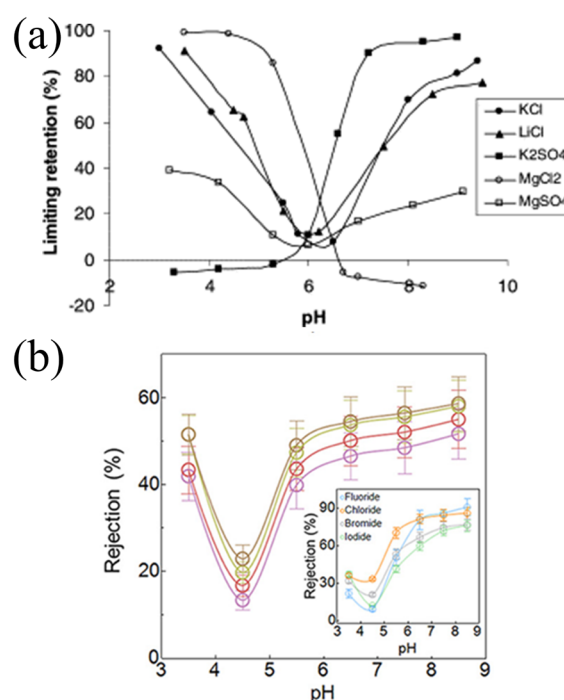 (a)
100
80
60
40
20
0
-20
Limiting retention (%)
2
4
6
8
10
pH
KCl
LiCl
K2SO4
MgCl2
MgSO4
(b)
60
40
20
0
Rejection (%)
3
4
5
6
7
8
9
pH
Fluoride
Chloride
Bromide
Iodide
90
60
30
0
Rejection (%)
3 4 5 6 7 8 9
pH